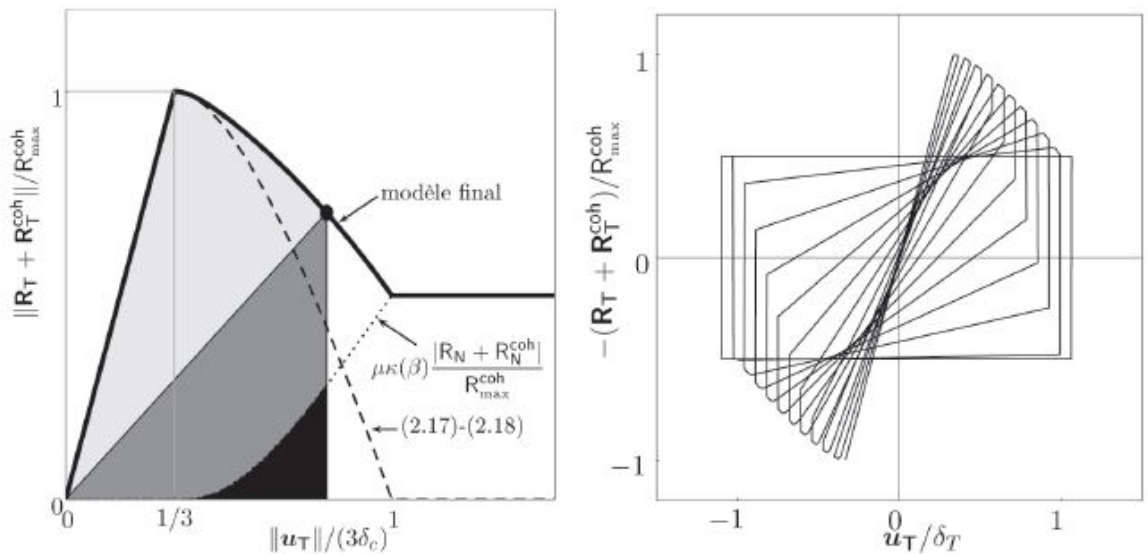 ‖R_T + R_T^coh‖/R_max^coh
1
0
0
1/3
1
‖u_T‖/(3δ_c)
modèle final
μκ(β) |R_N + R_N^coh| / R_max^coh
(2.17)-(2.18)
−(R_T + R_T^coh)/R_max^coh
1
0
−1
−1
0
1
u_T/δ_T